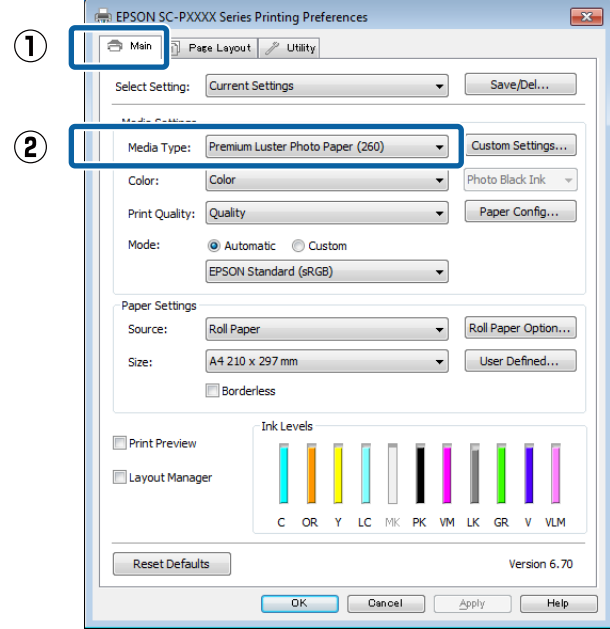 EPSON SC-PXXXX Series Printing Preferences
①
Main Page Layout Utility
Select Setting: Current Settings Save/Del...
Media Settings
②
Media Type: Premium Luster Photo Paper (260) Custom Settings...
Color: Color Photo Black Ink
Print Quality: Quality Paper Config...
Mode: Automatic Custom
EPSON Standard (sRGB)
Paper Settings
Source: Roll Paper Roll Paper Option...
Size: A4 210 x 297 mm User Defined...
Borderless
Ink Levels
Print Preview
Layout Manager
C OR Y LC MK PK VM LK GR V VLM
Reset Defaults Version 6.70
OK Cancel Apply Help